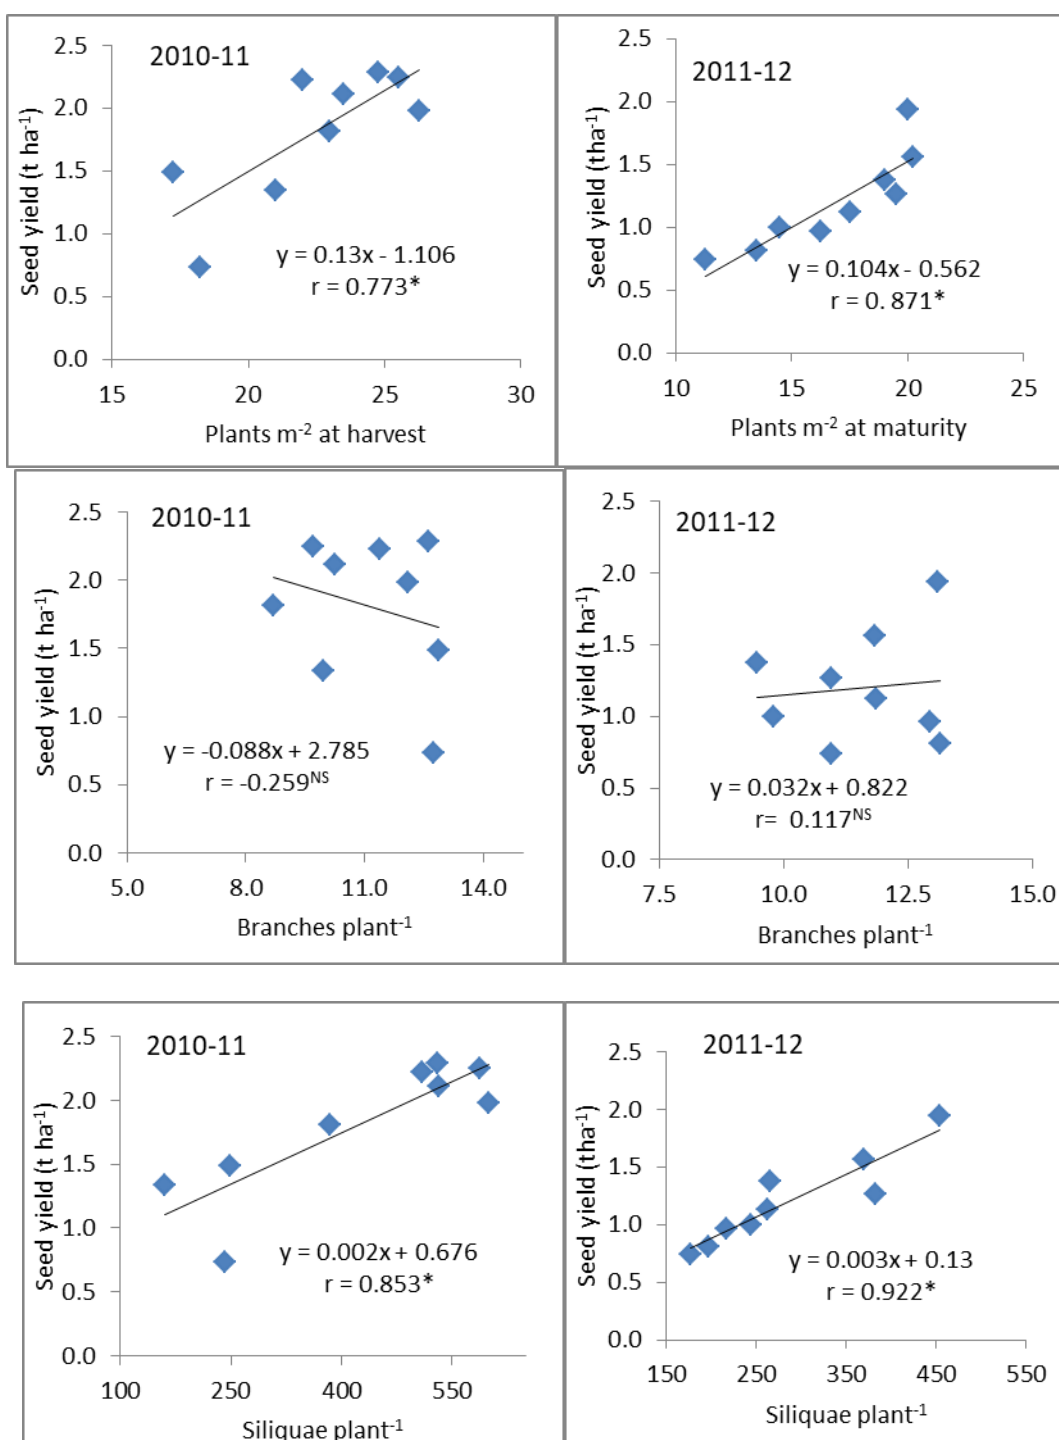 2010-11
Seed yield (t ha⁻¹)
2.5
2.0
1.5
1.0
0.5
0.0
y = 0.13x - 1.106
r = 0.773*
15 20 25 30
Plants m⁻² at harvest
2011-12
Seed yield (tha⁻¹)
2.5
2.0
1.5
1.0
0.5
0.0
y = 0.104x - 0.562
r = 0. 871*
10 15 20 25
Plants m⁻² at maturity
2010-11
Seed yield (t ha⁻¹)
2.5
2.0
1.5
1.0
0.5
0.0
y = -0.088x + 2.785
r = -0.259ᴺˢ
5.0 8.0 11.0 14.0
Branches plant⁻¹
2011-12
Seed yield (t ha⁻¹)
2.5
2.0
1.5
1.0
0.5
0.0
y = 0.032x + 0.822
r= 0.117ᴺˢ
7.5 10.0 12.5 15.0
Branches plant⁻¹
2010-11
Seed yield (t ha⁻¹)
2.5
2.0
1.5
1.0
0.5
0.0
y = 0.002x + 0.676
r = 0.853*
100 250 400 550
Siliquae plant⁻¹
2011-12
Seed yield (tha⁻¹)
2.5
2.0
1.5
1.0
0.5
0.0
y = 0.003x + 0.13
r = 0.922*
150 250 350 450 550
Siliquae plant⁻¹